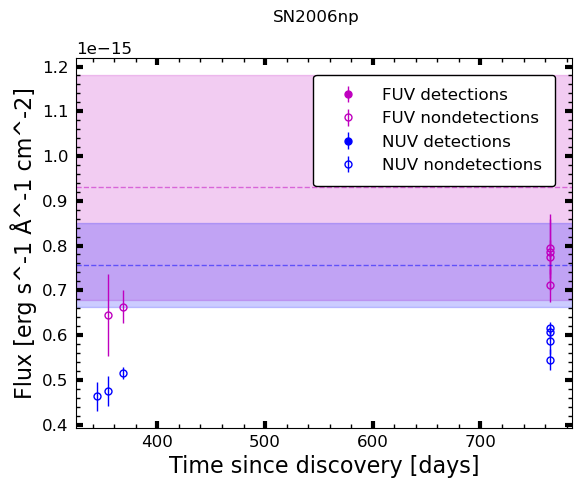 SN2006np
1e−15
1.2
1.1
1.0
0.9
0.8
0.7
0.6
0.5
0.4
Flux [erg s^-1 Å^-1 cm^-2]
FUV detections
FUV nondetections
NUV detections
NUV nondetections
400 500 600 700
Time since discovery [days]